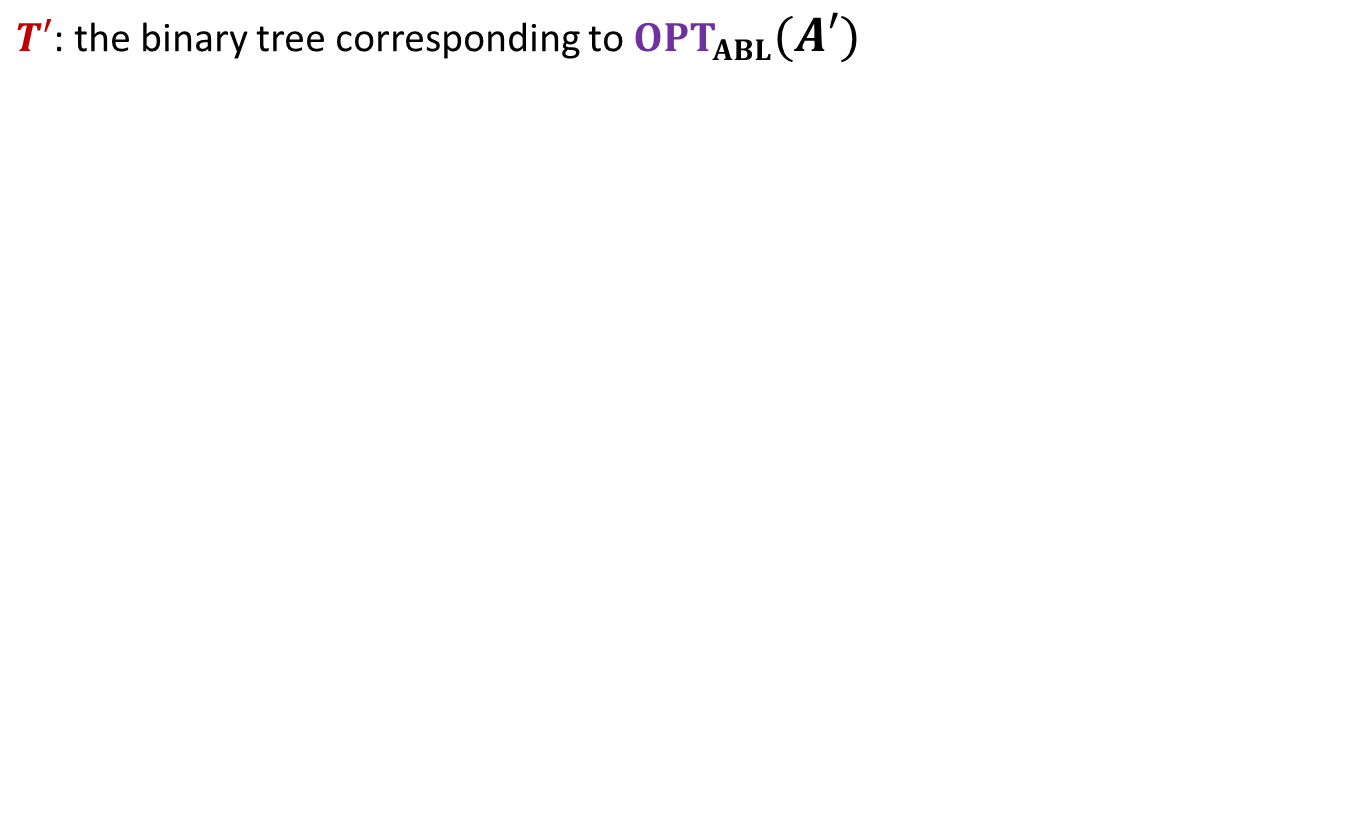 T′: the binary tree corresponding to OPT_ABL(A′)